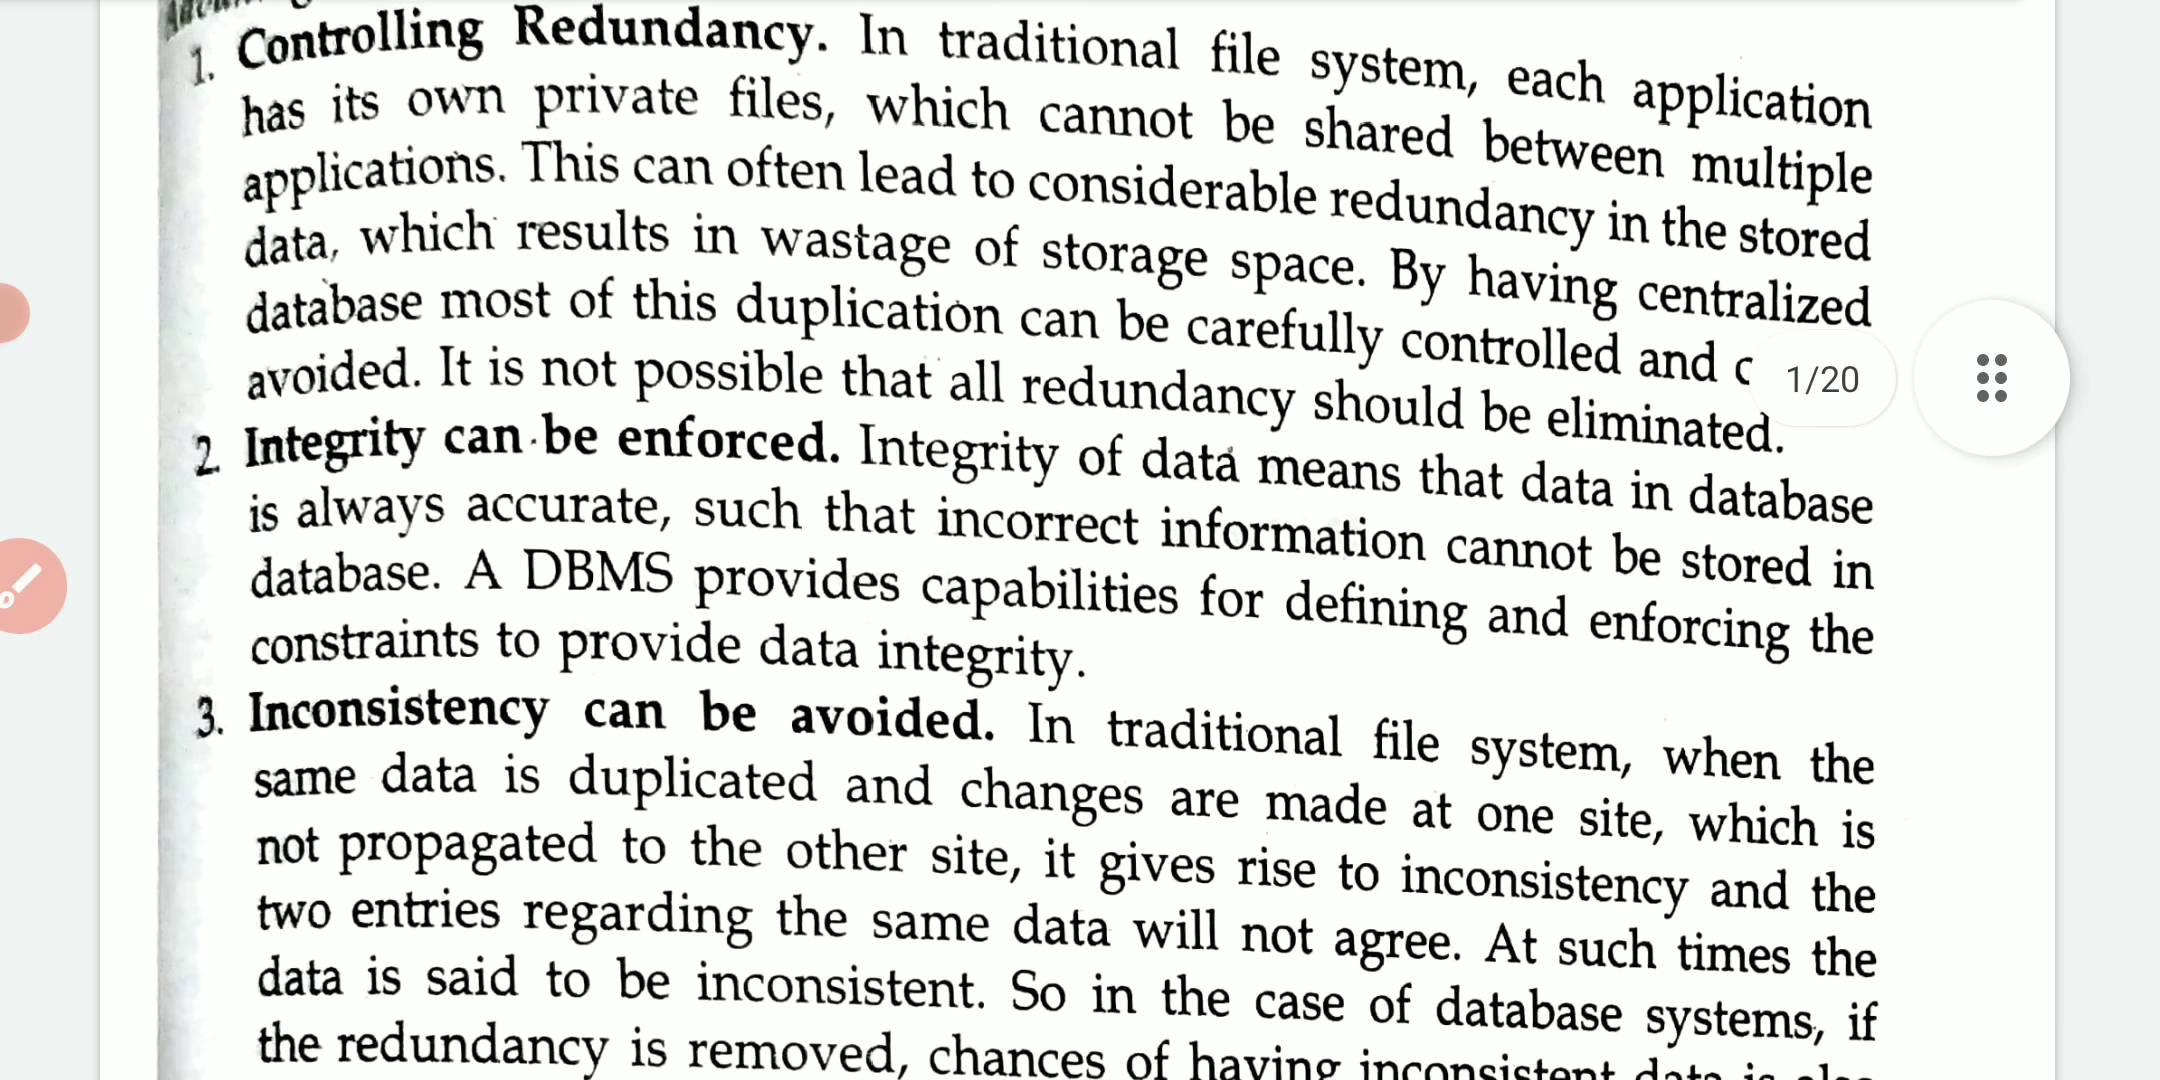 1. Controlling Redundancy. In traditional file system, each application
has its own private files, which cannot be shared between multiple
applications. This can often lead to considerable redundancy in the stored
data, which results in wastage of storage space. By having centralized
database most of this duplication can be carefully controlled and
avoided. It is not possible that all redundancy should be eliminated.
1/20
2. Integrity can be enforced. Integrity of data means that data in database
is always accurate, such that incorrect information cannot be stored in
database. A DBMS provides capabilities for defining and enforcing the
constraints to provide data integrity.
3. Inconsistency can be avoided. In traditional file system, when the
same data is duplicated and changes are made at one site, which is
not propagated to the other site, it gives rise to inconsistency and the
two entries regarding the same data will not agree. At such times the
data is said to be inconsistent. So in the case of database systems, if
the redundancy is removed, chances of having inconsistent data is